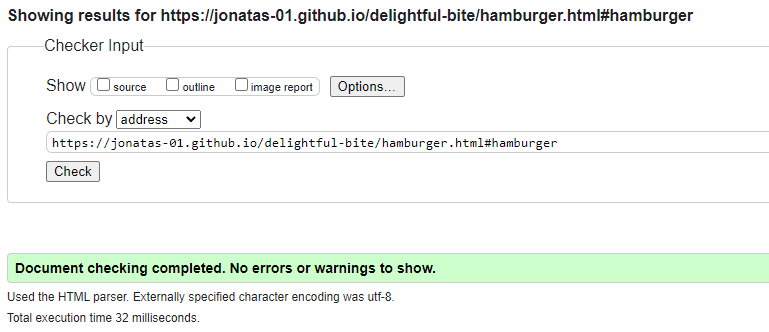 Showing results for https://jonatas-01.github.io/delightful-bite/hamburger.html#hamburger
Checker Input
Show source outline image report Options...
Check by address
https://jonatas-01.github.io/delightful-bite/hamburger.html#hamburger
Check
Document checking completed. No errors or warnings to show.
Used the HTML parser. Externally specified character encoding was utf-8.
Total execution time 32 milliseconds.